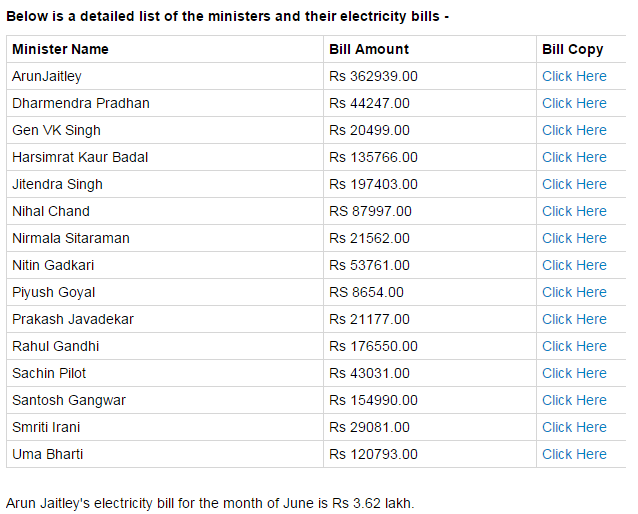 Below is a detailed list of the ministers and their electricity bills -
Minister Name Bill Amount Bill Copy
ArunJaitley Rs 362939.00 Click Here
Dharmendra Pradhan Rs 44247.00 Click Here
Gen VK Singh Rs 20499.00 Click Here
Harsimrat Kaur Badal Rs 135766.00 Click Here
Jitendra Singh Rs 197403.00 Click Here
Nihal Chand RS 87997.00 Click Here
Nirmala Sitaraman Rs 21562.00 Click Here
Nitin Gadkari Rs 53761.00 Click Here
Piyush Goyal RS 8654.00 Click Here
Prakash Javadekar Rs 21177.00 Click Here
Rahul Gandhi Rs 176550.00 Click Here
Sachin Pilot Rs 43031.00 Click Here
Santosh Gangwar Rs 154990.00 Click Here
Smriti Irani Rs 29081.00 Click Here
Uma Bharti Rs 120793.00 Click Here
Arun Jaitley's electricity bill for the month of June is Rs 3.62 lakh.